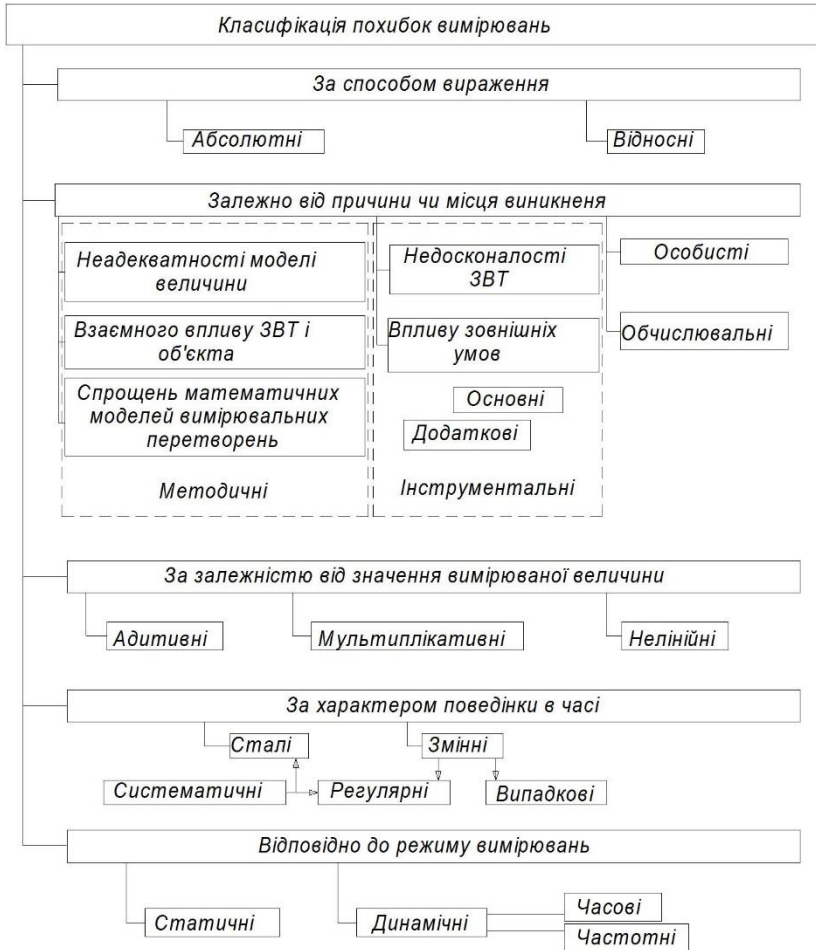 Класифікація похибок вимірювань
За способом вираження
Абсолютні
Відносні
Залежно від причини чи місця виникненя
Неадекватності моделі
величини
Взаємного впливу ЗВТ і
об'єкта
Спрощень математичних
моделей вимірювальних
перетворень
Методичні
Недосконалості
ЗВТ
Впливу зовнішніх
умов
Основні
Додаткові
Інструментальні
Особисті
Обчислювальні
За залежністю від значення вимірюваної величини
Адитивні
Мультиплікативні
Нелінійні
За характером поведінки в часі
Сталі
Змінні
Систематичні
Регулярні
Випадкові
Відповідно до режиму вимірювань
Статичні
Динамічні
Часові
Частотні